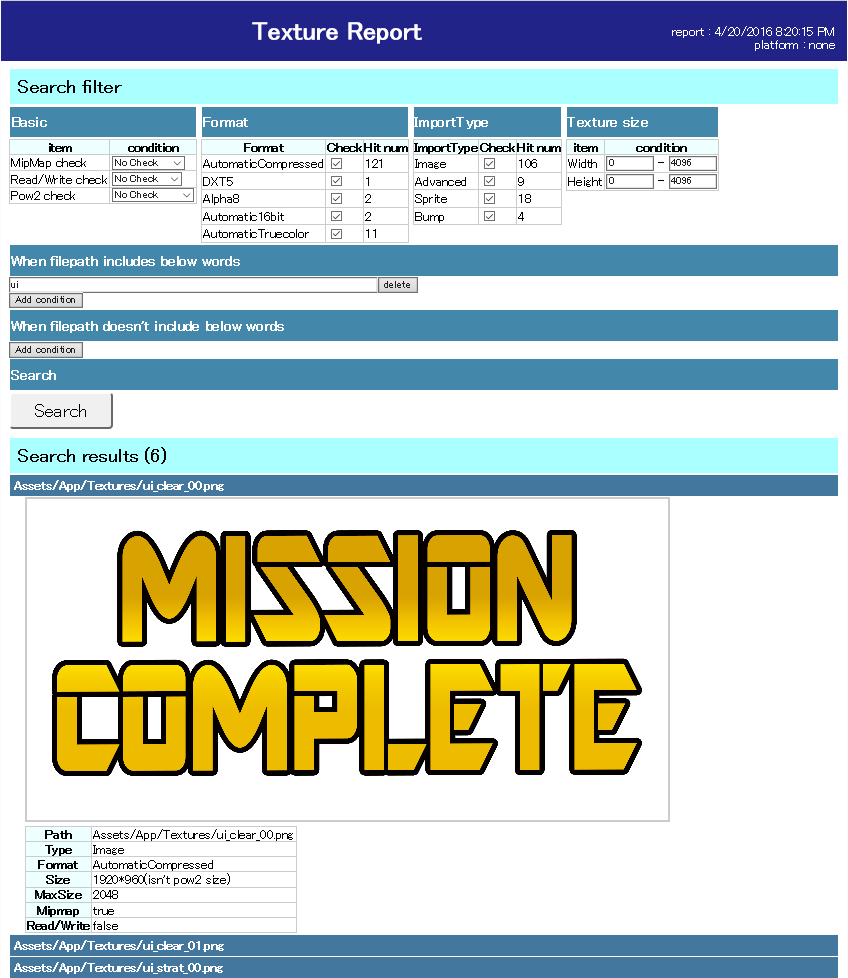 Texture Report
report : 4/20/2016 8:20:15 PM
platform : none
Search filter
Basic Format ImportType Texture size
item condition Format Check Hit num ImportType Check Hit num item condition
MipMap check No Check AutomaticCompressed 121 Image 106 Width 0 - 4096
Read/Write check No Check DXT5 1 Advanced 9 Height 0 - 4096
Pow2 check No Check Alpha8 2 Sprite 18
Automatic16bit 2 Bump 4
AutomaticTruecolor 11
When filepath includes below words
ui delete
Add condition
When filepath doesn't include below words
Add condition
Search
Search
Search results (6)
Assets/App/Textures/ui_clear_00.png
MISSION
COMPLETE
Path Assets/App/Textures/ui_clear_00.png
Type Image
Format AutomaticCompressed
Size 1920*960(isn't pow2 size)
MaxSize 2048
Mipmap true
Read/Write false
Assets/App/Textures/ui_clear_01.png
Assets/App/Textures/ui_strat_00.png